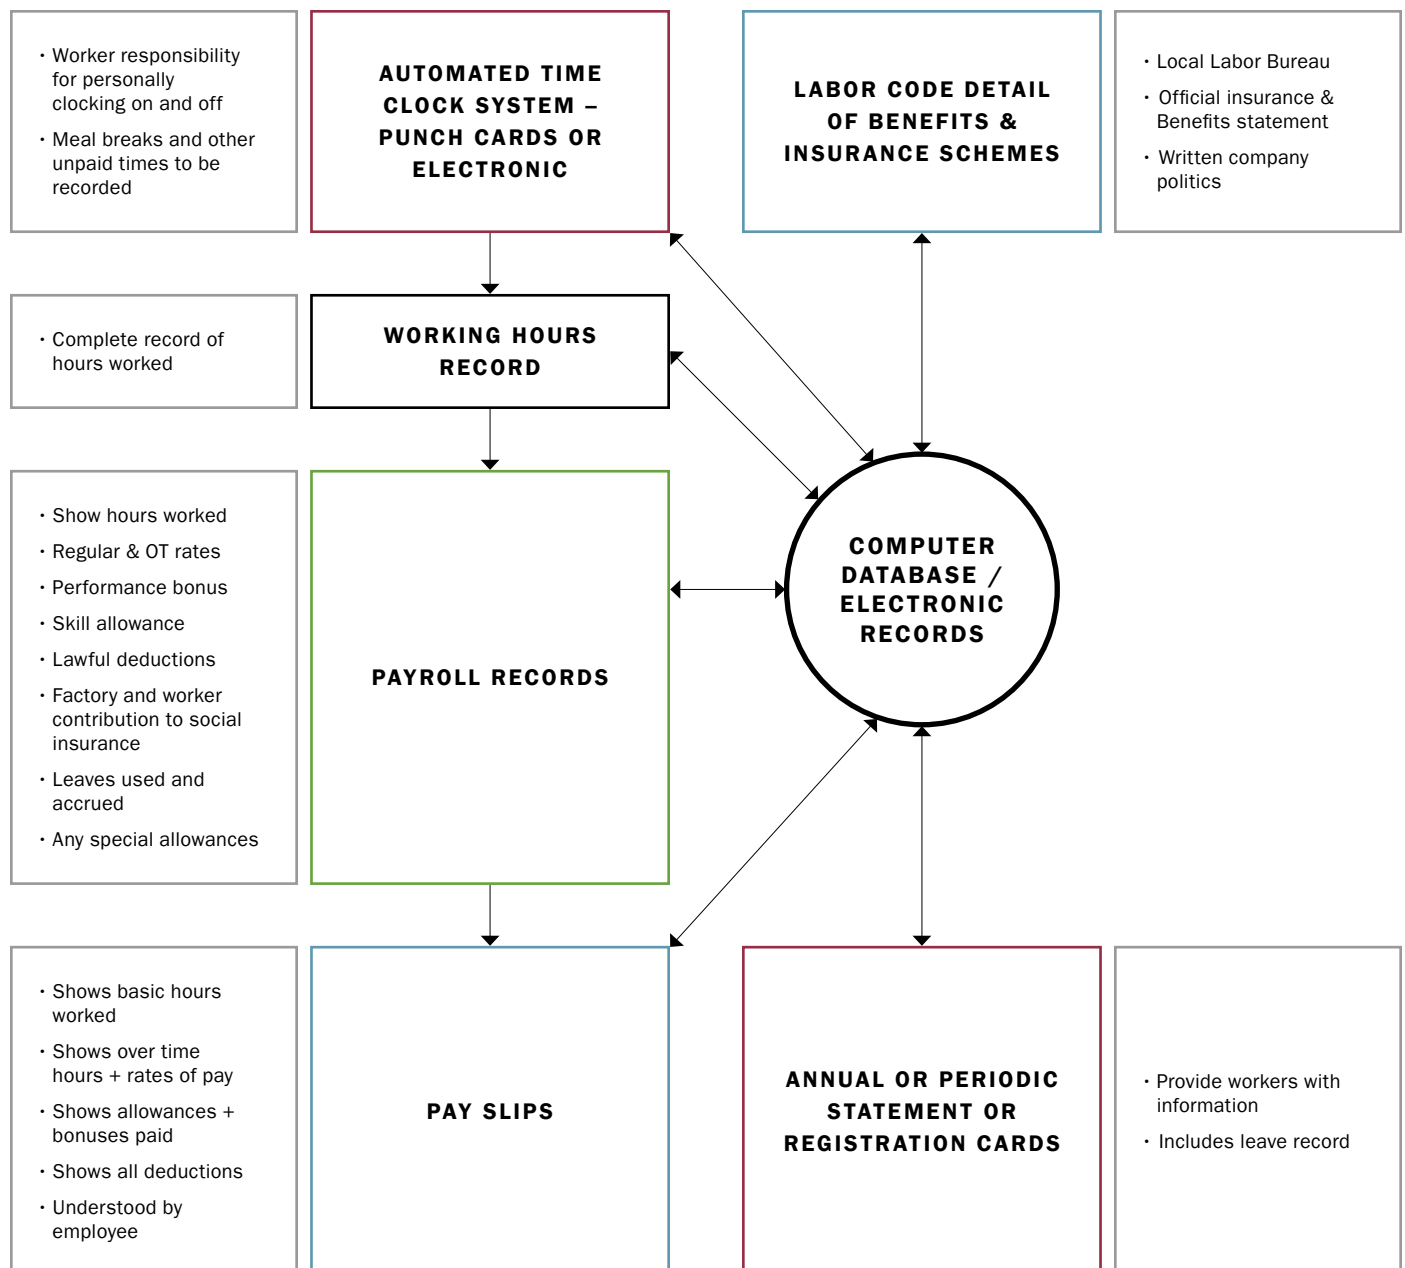 · Worker responsibility
for personally
clocking on and off
· Meal breaks and other
unpaid times to be
recorded
AUTOMATED TIME
CLOCK SYSTEM –
PUNCH CARDS OR
ELECTRONIC
LABOR CODE DETAIL
OF BENEFITS &
INSURANCE SCHEMES
· Local Labor Bureau
· Official insurance &
Benefits statement
· Written company
politics
· Complete record of
hours worked
WORKING HOURS
RECORD
· Show hours worked
· Regular & OT rates
· Performance bonus
· Skill allowance
· Lawful deductions
· Factory and worker
contribution to social
insurance
· Leaves used and
accrued
· Any special allowances
PAYROLL RECORDS
COMPUTER
DATABASE /
ELECTRONIC
RECORDS
· Shows basic hours
worked
· Shows over time
hours + rates of pay
· Shows allowances +
bonuses paid
· Shows all deductions
· Understood by
employee
PAY SLIPS
ANNUAL OR PERIODIC
STATEMENT OR
REGISTRATION CARDS
· Provide workers with
information
· Includes leave record